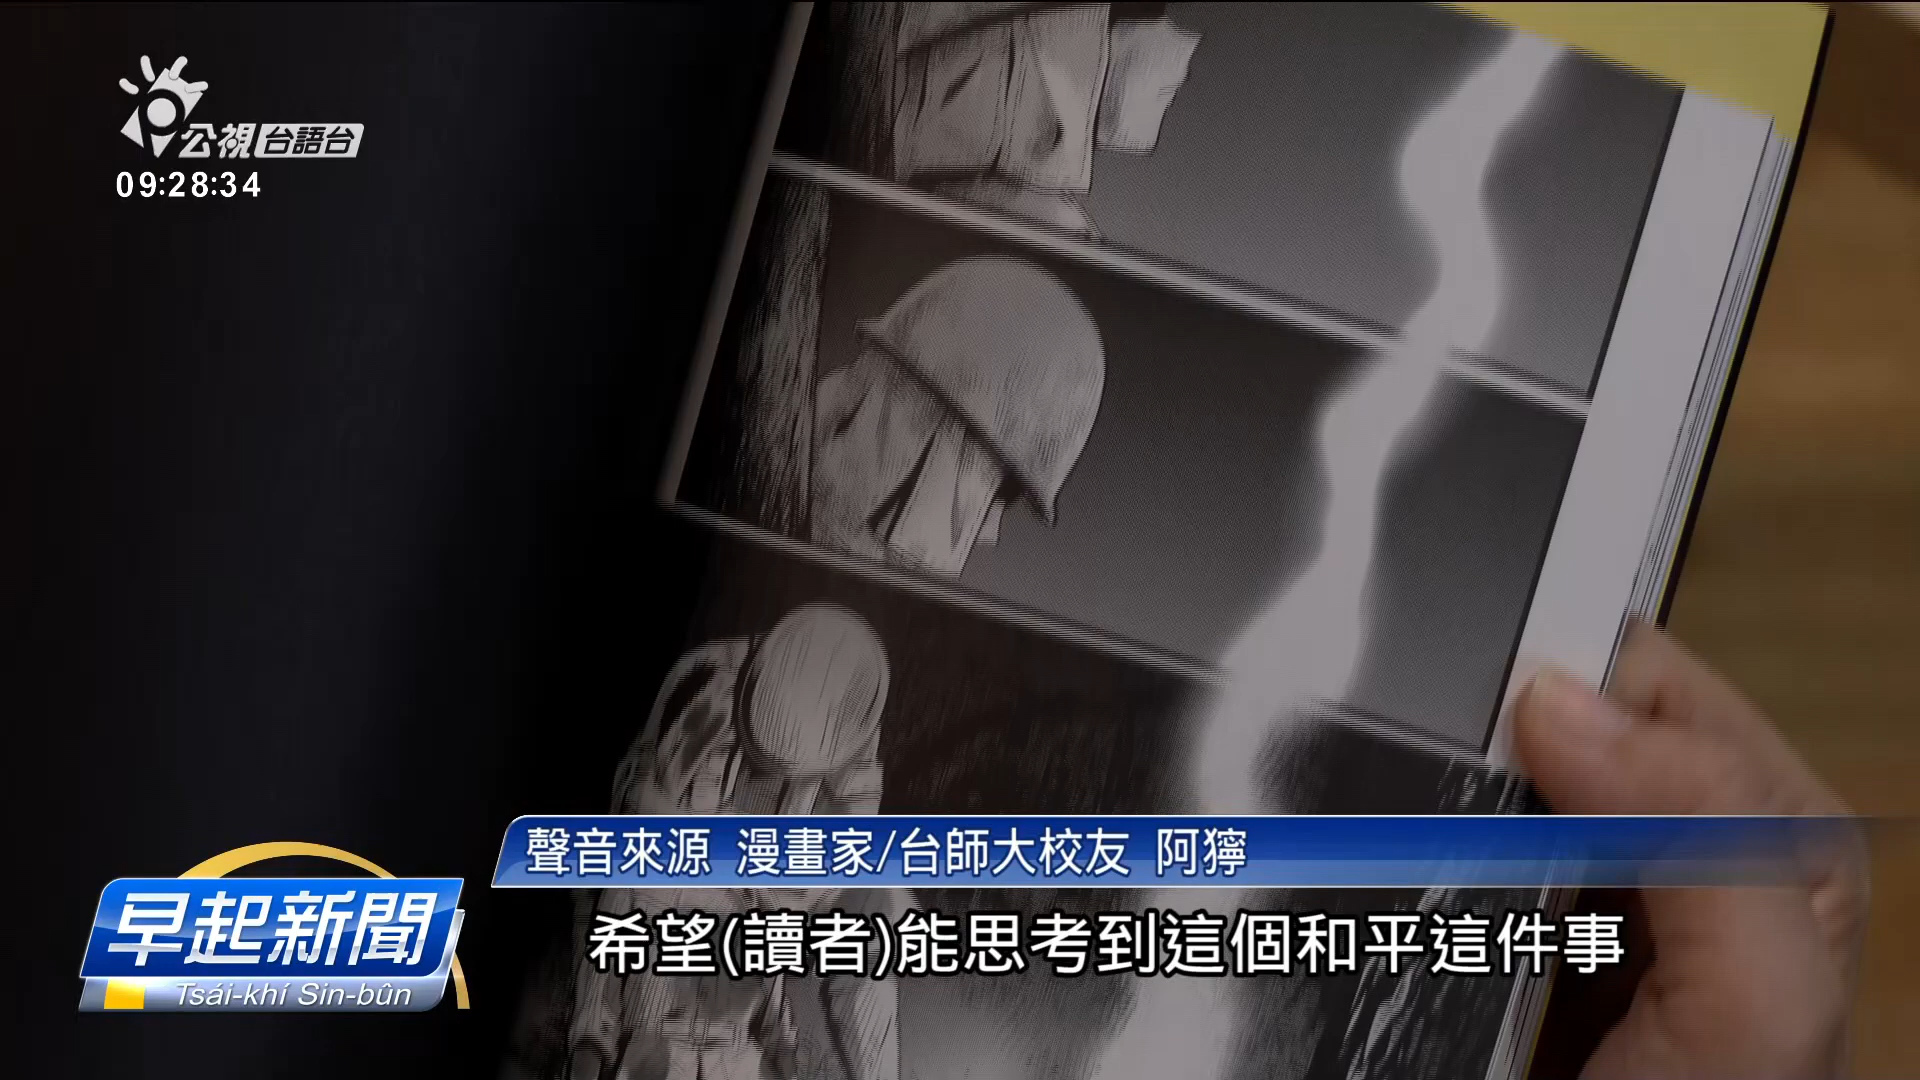 公視台語台
09:28:34
聲音來源 漫畫家/台師大校友 阿獰
希望(讀者)能思考到這個和平這件事
早起新聞
Tsái-khí Sin-bûn